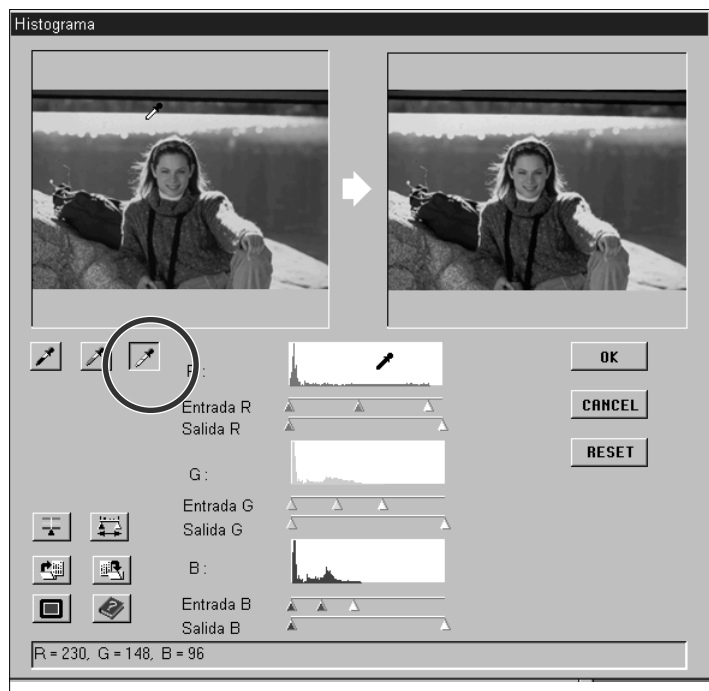 Histograma
OK
Entrada R
CANCEL
Salida R
RESET
G :
Entrada G
Salida G
B :
Entrada B
Salida B
R = 230, G = 148, B = 96